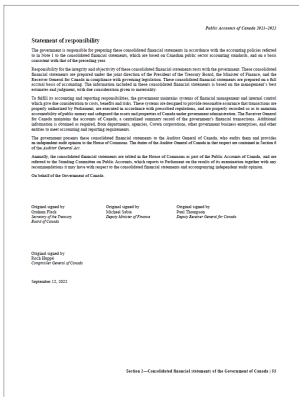 Public Accounts of Canada 2021–2022
Statement of responsibility
The government is responsible for preparing these consolidated financial statements in accordance with the accounting policies referred
to in Note 1 to the consolidated financial statements, which are based on Canadian public sector accounting standards, and on a basis
consistent with that of the preceding year.
Responsibility for the integrity and objectivity of these consolidated financial statements rests with the government. These consolidated
financial statements are prepared under the joint direction of the President of the Treasury Board, the Minister of Finance, and the
Receiver General for Canada in compliance with governing legislation. These consolidated financial statements are prepared on a full
accrual basis of accounting. The information included in these consolidated financial statements is based on the management's best
estimates and judgment, with due consideration given to materiality.
To fulfill its accounting and reporting responsibilities, the government maintains systems of financial management and internal control
which give due consideration to costs, benefits and risks. These systems are designed to provide reasonable assurance that transactions are
properly authorized by Parliament, are executed in accordance with prescribed regulations, and are properly recorded so as to maintain
accountability of public money and safeguard the assets and properties of Canada under government administration. The Receiver General
for Canada maintains the accounts of Canada, a centralized summary record of the government's financial transactions. Additional
information is obtained as required, from departments, agencies, Crown corporations, other government business enterprises, and other
entities to meet accounting and reporting requirements.
The government presents these consolidated financial statements to the Auditor General of Canada, who audits them and provides
an independent audit opinion to the House of Commons. The duties of the Auditor General of Canada in that respect are contained in Section 6
of the Auditor General Act.
Annually, the consolidated financial statements are tabled in the House of Commons as part of the Public Accounts of Canada, and are
referred to the Standing Committee on Public Accounts, which reports to Parliament on the results of its examination together with any
recommendations it may have with respect to the consolidated financial statements and accompanying independent audit opinion.
On behalf of the Government of Canada.
Original signed by
Graham Flack
Secretary of the Treasury
Board of Canada
Original signed by
Michael Sabia
Deputy Minister of Finance
Original signed by
Paul Thompson
Deputy Receiver General for Canada
Original signed by
Roch Huppé
Comptroller General of Canada
September 12, 2022
Section 2—Consolidated financial statements of the Government of Canada | 53